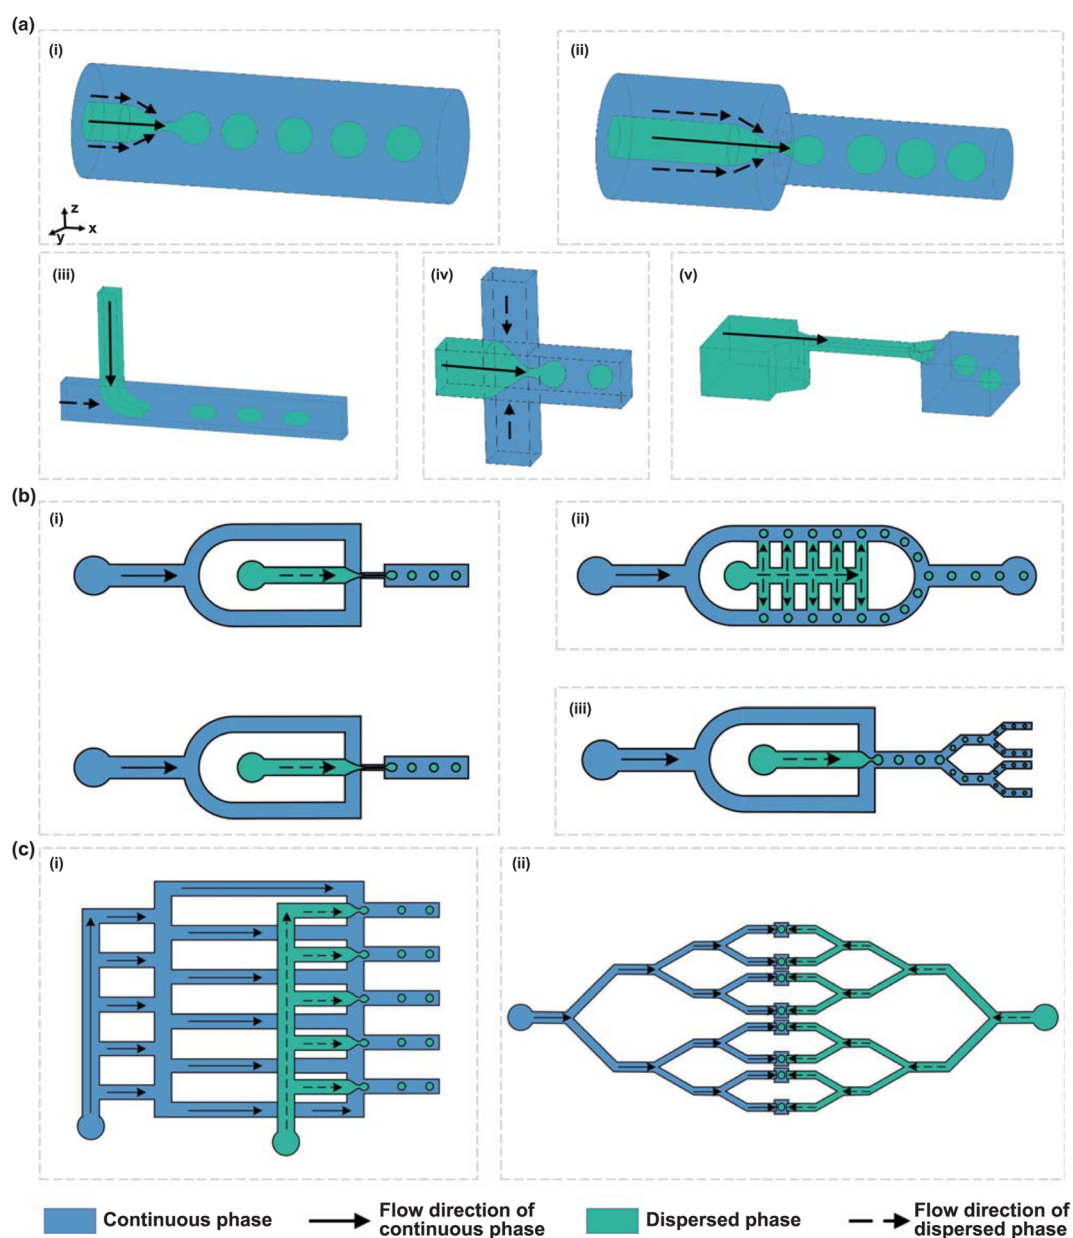 (a)
(i)
(ii)
z
x
y
(iii)
(iv)
(v)
(b)
(i)
(ii)
(iii)
(c)
(i)
(ii)
Continuous phase
Flow direction of
continuous phase
Dispersed phase
Flow direction of
dispersed phase